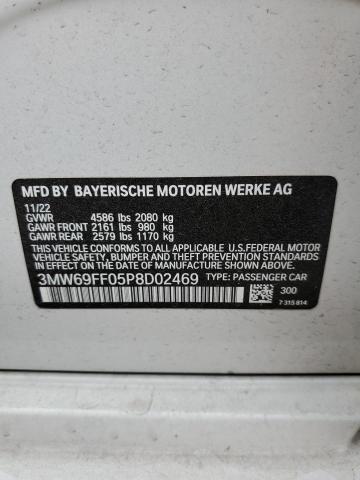 MFD BY BAYERISCHE MOTOREN WERKE AG
11/22
GVWR 4586 lbs 2080 kg
GAWR FRONT 2161 lbs 980 kg
GAWR REAR 2579 lbs 1170 kg
THIS VEHICLE CONFORMS TO ALL APPLICABLE U.S.FEDERAL MOTOR
VEHICLE SAFETY, BUMPER, AND THEFT PREVENTION STANDARDS
IN EFFECT ON THE DATE OF MANUFACTURE SHOWN ABOVE.
3MW69FF05P8D02469 TYPE: PASSENGER CAR
300
7 315 814